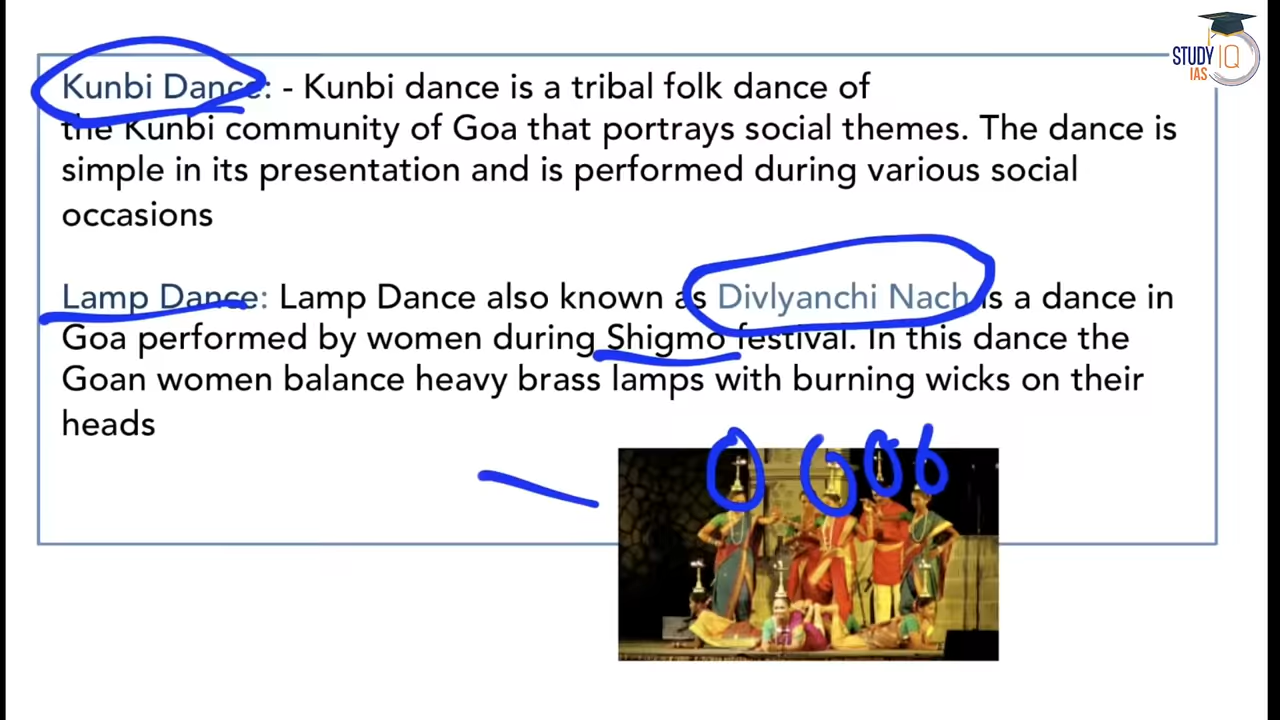 STUDY IQ
IAS
Kunbi Dance: - Kunbi dance is a tribal folk dance of
the Kunbi community of Goa that portrays social themes. The dance is
simple in its presentation and is performed during various social
occasions
Lamp Dance: Lamp Dance also known as Divlyanchi Nach is a dance in
Goa performed by women during Shigmo festival. In this dance the
Goan women balance heavy brass lamps with burning wicks on their
heads